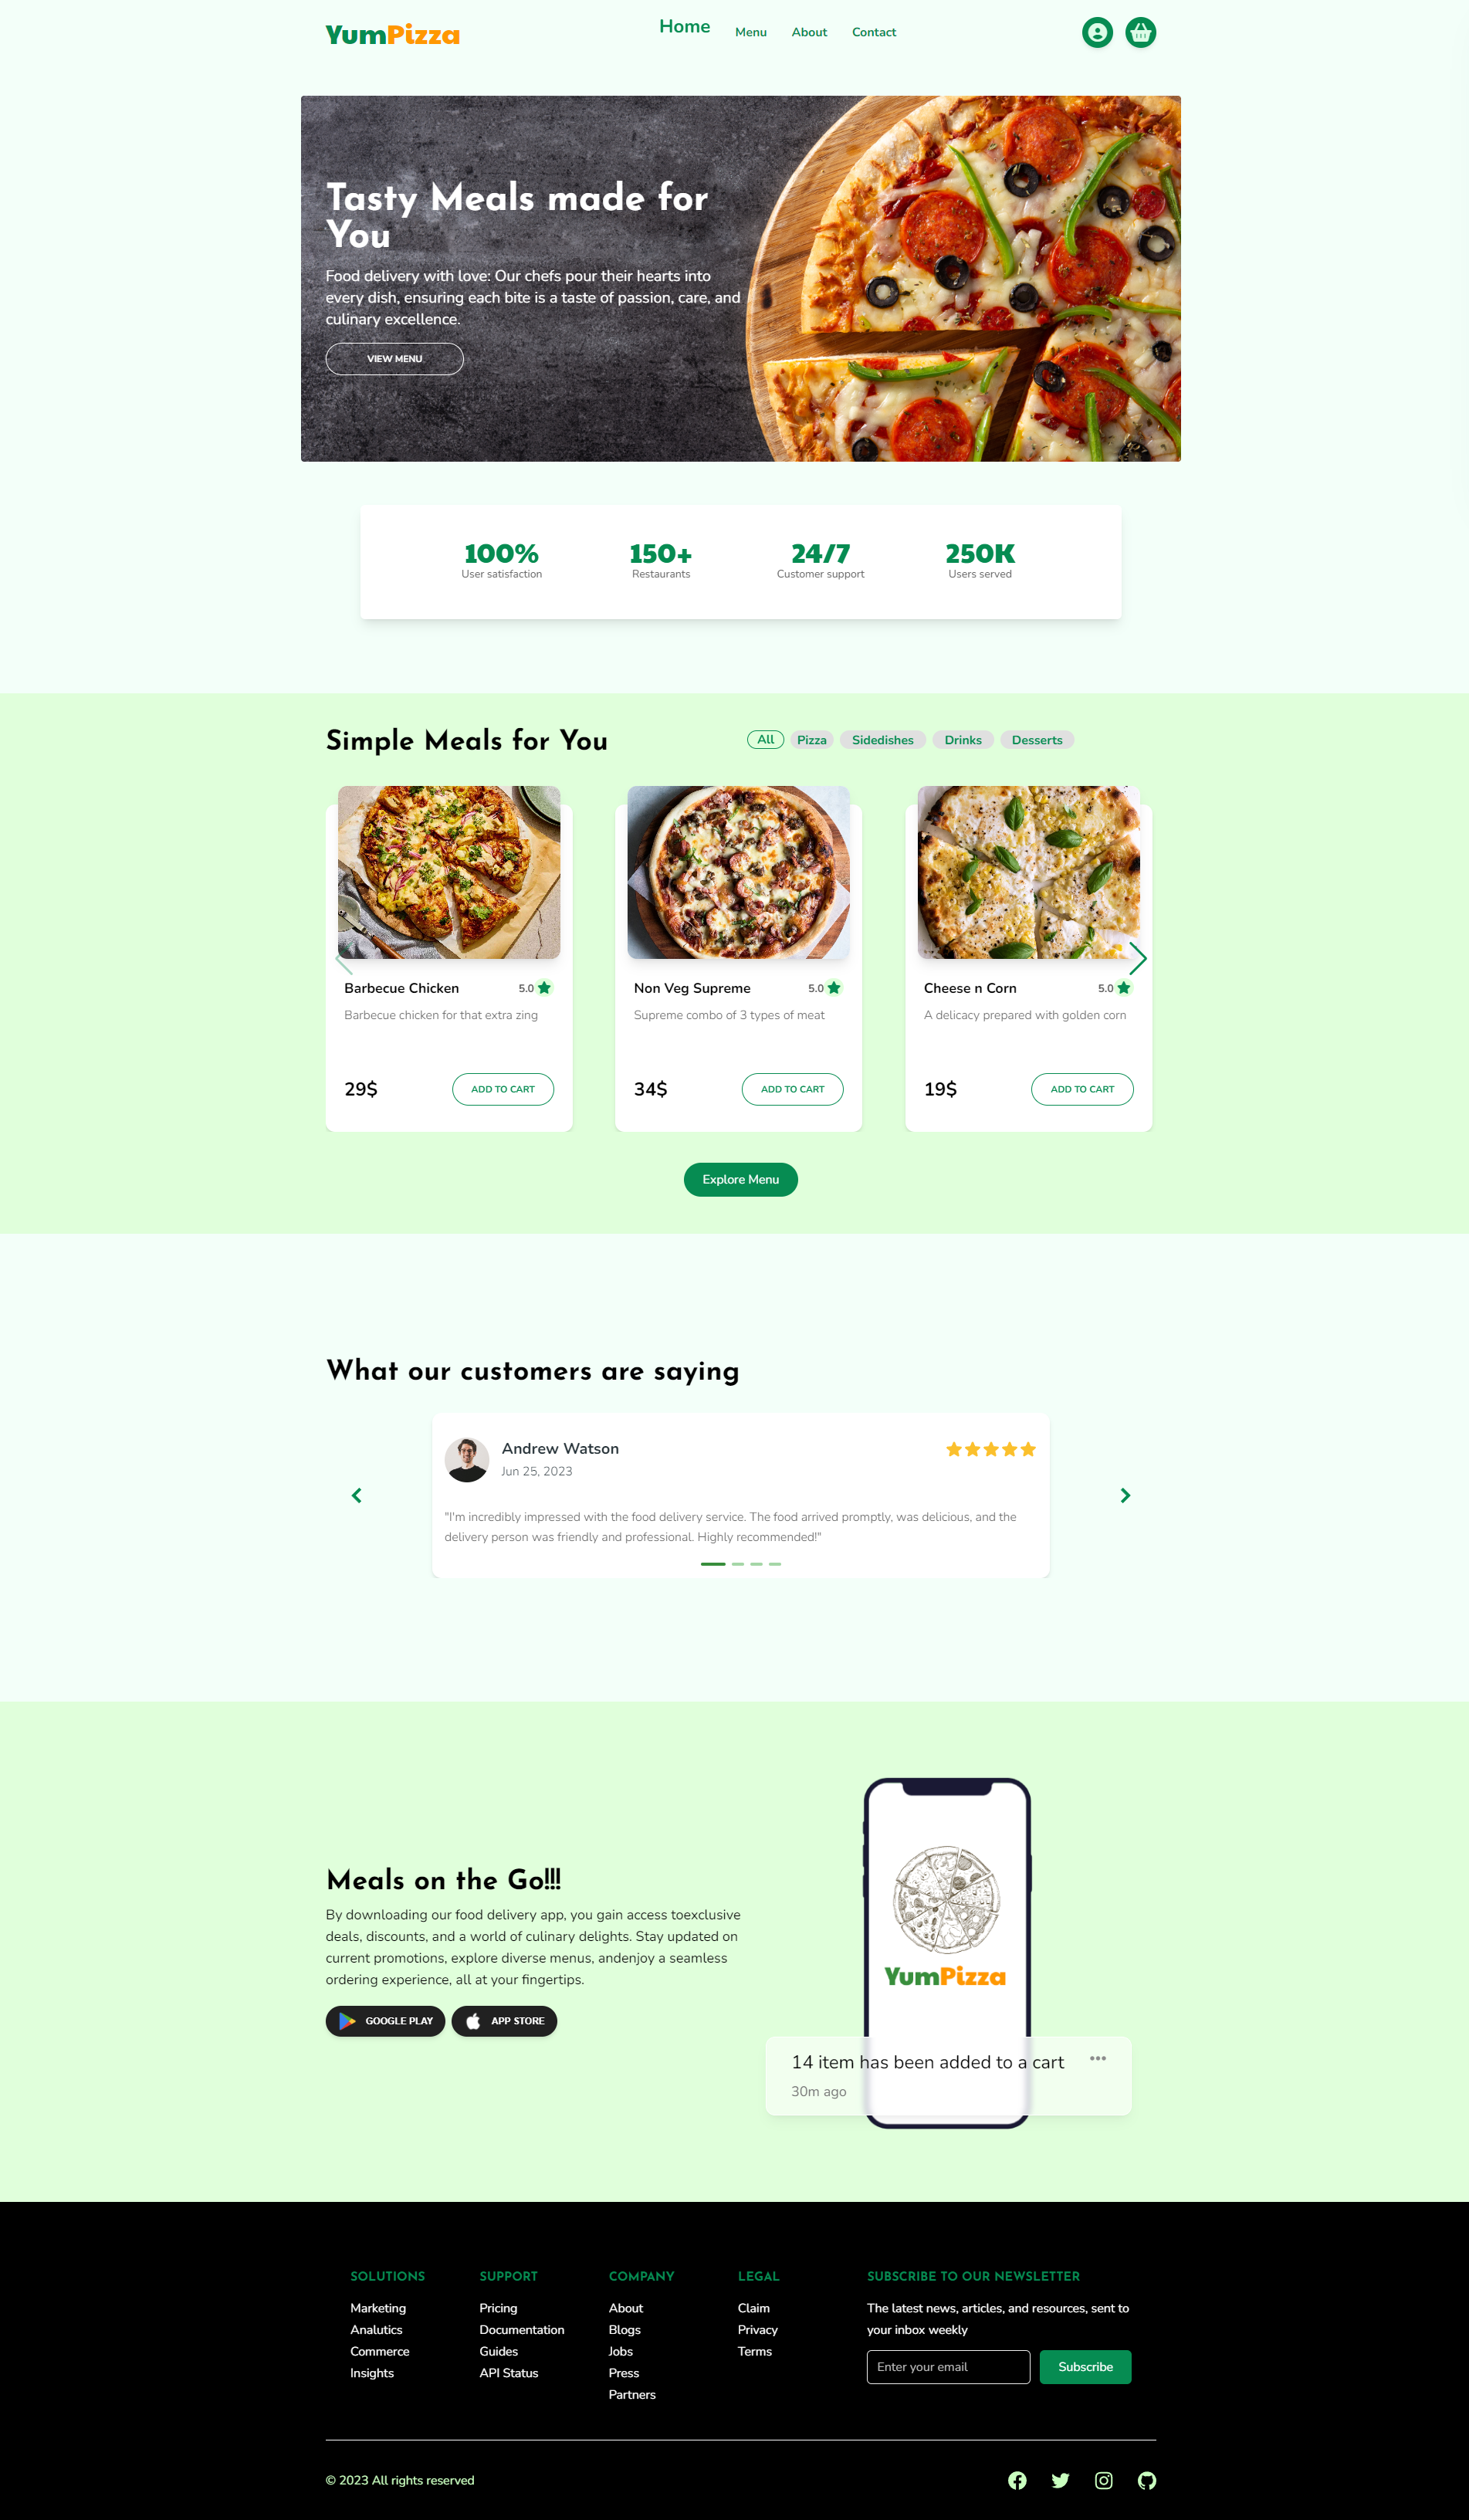 YumPizza
Home
Menu
About
Contact
Tasty Meals made for
You
Food delivery with love: Our chefs pour their hearts into
every dish, ensuring each bite is a taste of passion, care, and
culinary excellence.
VIEW MENU
100%
User satisfaction
150+
Restaurants
24/7
Customer support
250K
Users served
Simple Meals for You
All
Pizza
Sidedishes
Drinks
Desserts
Barbecue Chicken
5.0
Barbecue chicken for that extra zing
29$
ADD TO CART
Non Veg Supreme
5.0
Supreme combo of 3 types of meat
34$
ADD TO CART
Cheese n Corn
5.0
A delicacy prepared with golden corn
19$
ADD TO CART
Explore Menu
What our customers are saying
Andrew Watson
Jun 25, 2023
"I'm incredibly impressed with the food delivery service. The food arrived promptly, was delicious, and the
delivery person was friendly and professional. Highly recommended!"
Meals on the Go!!!
By downloading our food delivery app, you gain access toexclusive
deals, discounts, and a world of culinary delights. Stay updated on
current promotions, explore diverse menus, andenjoy a seamless
ordering experience, all at your fingertips.
GOOGLE PLAY
APP STORE
YumPizza
14 item has been added to a cart
30m ago
SOLUTIONS
Marketing
Analutics
Commerce
Insights
SUPPORT
Pricing
Documentation
Guides
API Status
COMPANY
About
Blogs
Jobs
Press
Partners
LEGAL
Claim
Privacy
Terms
SUBSCRIBE TO OUR NEWSLETTER
The latest news, articles, and resources, sent to
your inbox weekly
Enter your email
Subscribe
© 2023 All rights reserved